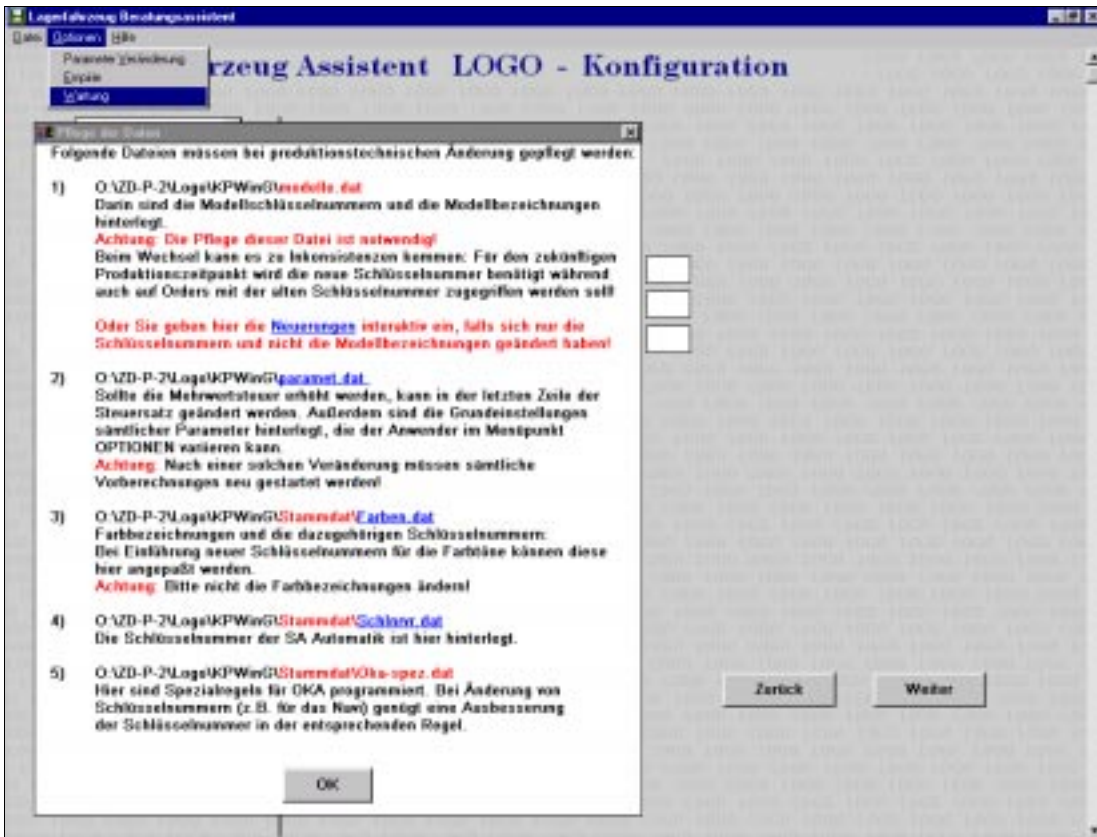 Lagerfahrzeug Beratungsassistent
Datei Optionen Hilfe
Parameter Veränderung
Wartung
rzeug Assistent LOGO - Konfiguration
Pflege der Daten
Folgende Dateien müssen bei produktionstechnischen Änderung gepflegt werden:
1) O:\ZD-P-2\Logo\KPWinG\modelle.dat
Darin sind die Modellschlüsselnummern und die Modellbezeichnungen
hinterlegt.
Achtung: Die Pflege dieser Datei ist notwendig!
Beim Wechsel kann es zu Inkonsistenzen kommen: Für den zukünftigen
Produktionszeitpunkt wird die neue Schlüsselnummer benötigt während
auch auf Orders mit der alten Schlüsselnummer zugegriffen werden soll!
Oder Sie geben hier die Neuerungen interaktiv ein, falls sich nur die
Schlüsselnummern und nicht die Modellbezeichnungen geändert haben!
2) O:\ZD-P-2\Logo\KPWinG\paramet.dat
Sollte die Mehrwertsteuer erhöht werden, kann in der letzten Zeile der
Steuersatz geändert werden. Außerdem sind die Grundeinstellungen
sämtlicher Parameter hinterlegt, die der Anwender im Menüpunkt
OPTIONEN variieren kann.
Achtung: Nach einer solchen Veränderung müssen sämtliche
Vorberechnungen neu gestartet werden!
3) O:\ZD-P-2\Logo\KPWinG\Stammdat\Farben.dat
Farbbezeichnungen und die dazugehörigen Schlüsselnummern:
Bei Einführung neuer Schlüsselnummern für die Farbtöne können diese
hier angepaßt werden.
Achtung: Bitte nicht die Farbbezeichnungen ändern!
4) O:\ZD-P-2\Logo\KPWinG\Stammdat\Schlnnr.dat
Die Schlüsselnummer der SA Automatik ist hier hinterlegt.
5) O:\ZD-P-2\Logo\KPWinG\Stammdat\Oka-spez.dat
Hier sind Spezialregeln für OKA programmiert. Bei Änderung von
Schlüsselnummern (z.B. für das Navi) genügt eine Ausbesserung
der Schlüsselnummer in der entsprechenden Regel.
Zurück Weiter
OK